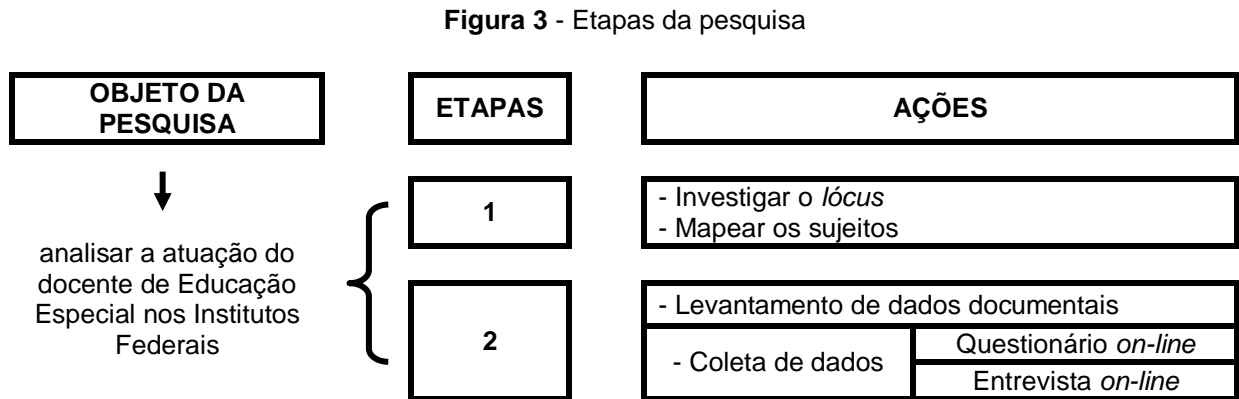 Figura 3 - Etapas da pesquisa
OBJETO DA
PESQUISA
ETAPAS
AÇÕES
analisar a atuação do
docente de Educação
Especial nos Institutos
Federais
1
- Investigar o lócus
- Mapear os sujeitos
2
- Levantamento de dados documentais
- Coleta de dados
Questionário on-line
Entrevista on-line